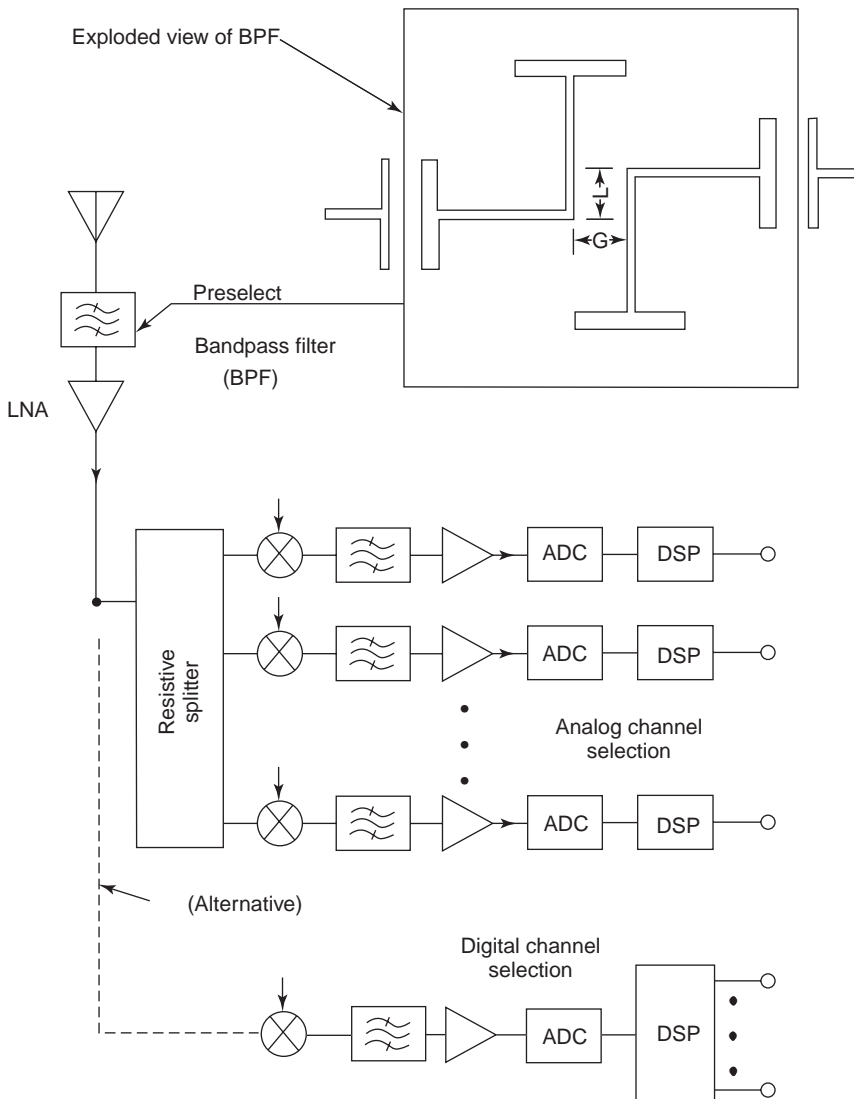 Exploded view of BPF
L
G
Preselect
Bandpass filter
(BPF)
LNA
Resistive
splitter
ADC
DSP
ADC
DSP
Analog channel
selection
ADC
DSP
(Alternative)
Digital channel
selection
ADC
DSP